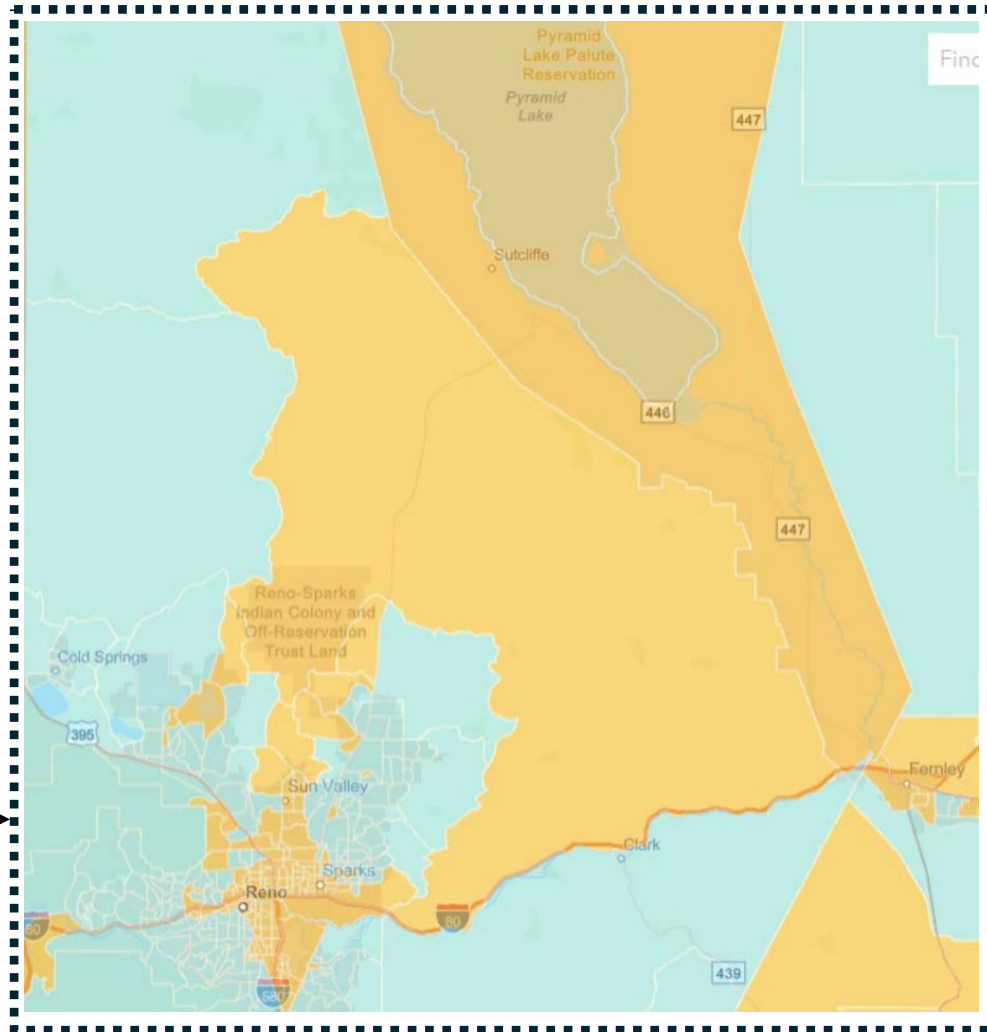 Pyramid
Lake Paiute
Reservation
Pyramid
Lake
Find
447
Sutcliffe
446
447
Reno-Sparks
Indian Colony and
Off-Reservation
Trust Land
Cold Springs
395
Sun Valley
Fernley
Clark
Sparks
Reno
80
80
439
580